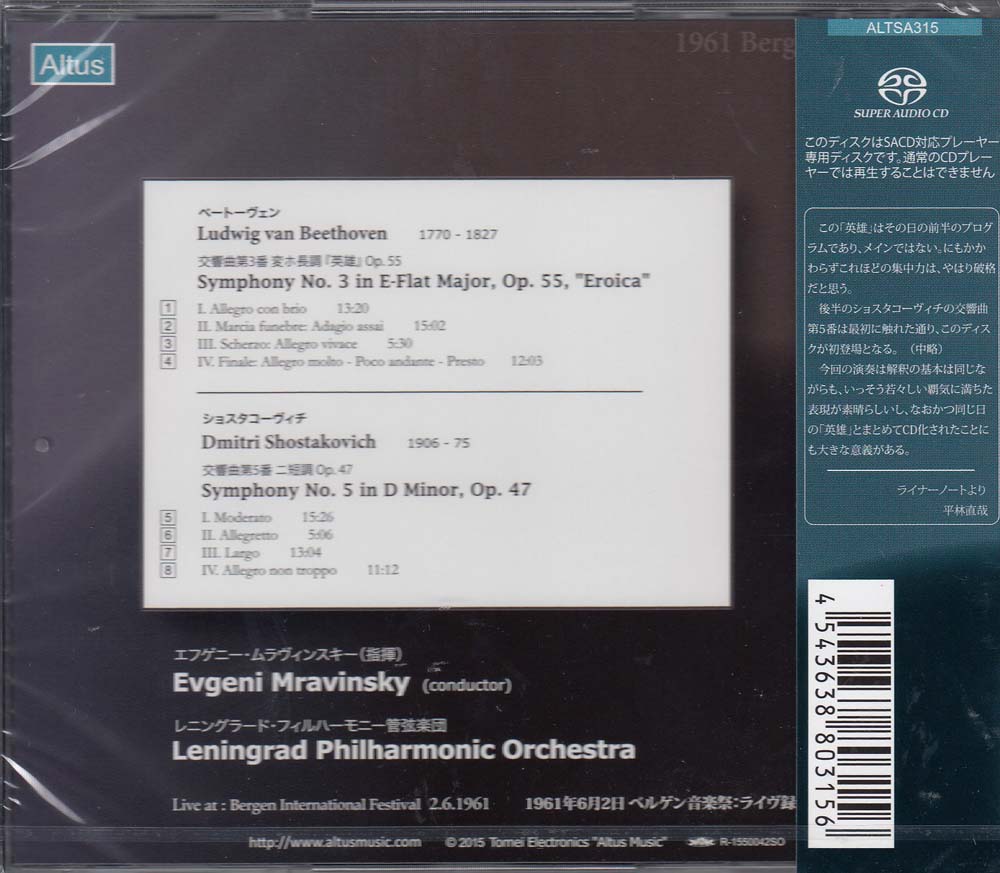 1961 Berg
Altus
ベートーヴェン
Ludwig van Beethoven 1770 - 1827
交響曲第3番 変ホ長調『英雄』Op. 55
Symphony No. 3 in E-Flat Major, Op. 55, "Eroica"
1 I. Allegro con brio 13:20
2 II. Marcia funebre: Adagio assai 15:02
3 III. Scherzo: Allegro vivace 5:30
4 IV. Finale: Allegro molto - Poco andante - Presto 12:03
ショスタコーヴィチ
Dmitri Shostakovich 1906 - 75
交響曲第5番 ニ短調 Op. 47
Symphony No. 5 in D Minor, Op. 47
5 I. Moderato 15:26
6 II. Allegretto 5:06
7 III. Largo 13:04
8 IV. Allegro non troppo 11:12
エフゲニー・ムラヴィンスキー(指揮)
Evgeni Mravinsky (conductor)
レニングラード・フィルハーモニー管弦楽団
Leningrad Philharmonic Orchestra
Live at : Bergen International Festival 2.6.1961 1961年6月2日 ベルゲン音楽祭:ライヴ録
http://www.altusmusic.com © 2015 Tomei Electronics "Altus Music" R-1550042SO
ALTSA315
SUPER AUDIO CD
このディスクはSACD対応プレーヤー
専用ディスクです。通常のCDプレー
ヤーでは再生することはできません
この「英雄」はその日の前半のプログ
ラムであり、メインではない。にもかか
わらずこれほどの集中力は、やはり破格
だと思う。
後半のショスタコーヴィチの交響曲
第5番は最初に触れた通り、このディス
クが初登場となる。（中略）
今回の演奏は解釈の基本は同じな
がらも、いっそう若々しい覇気に満ちた
表現が素晴らしいし、なおかつ同じ日
の「英雄」とまとめてCD化されたことに
も大きな意義がある。
ライナーノートより
平林直哉
4 543638 803156